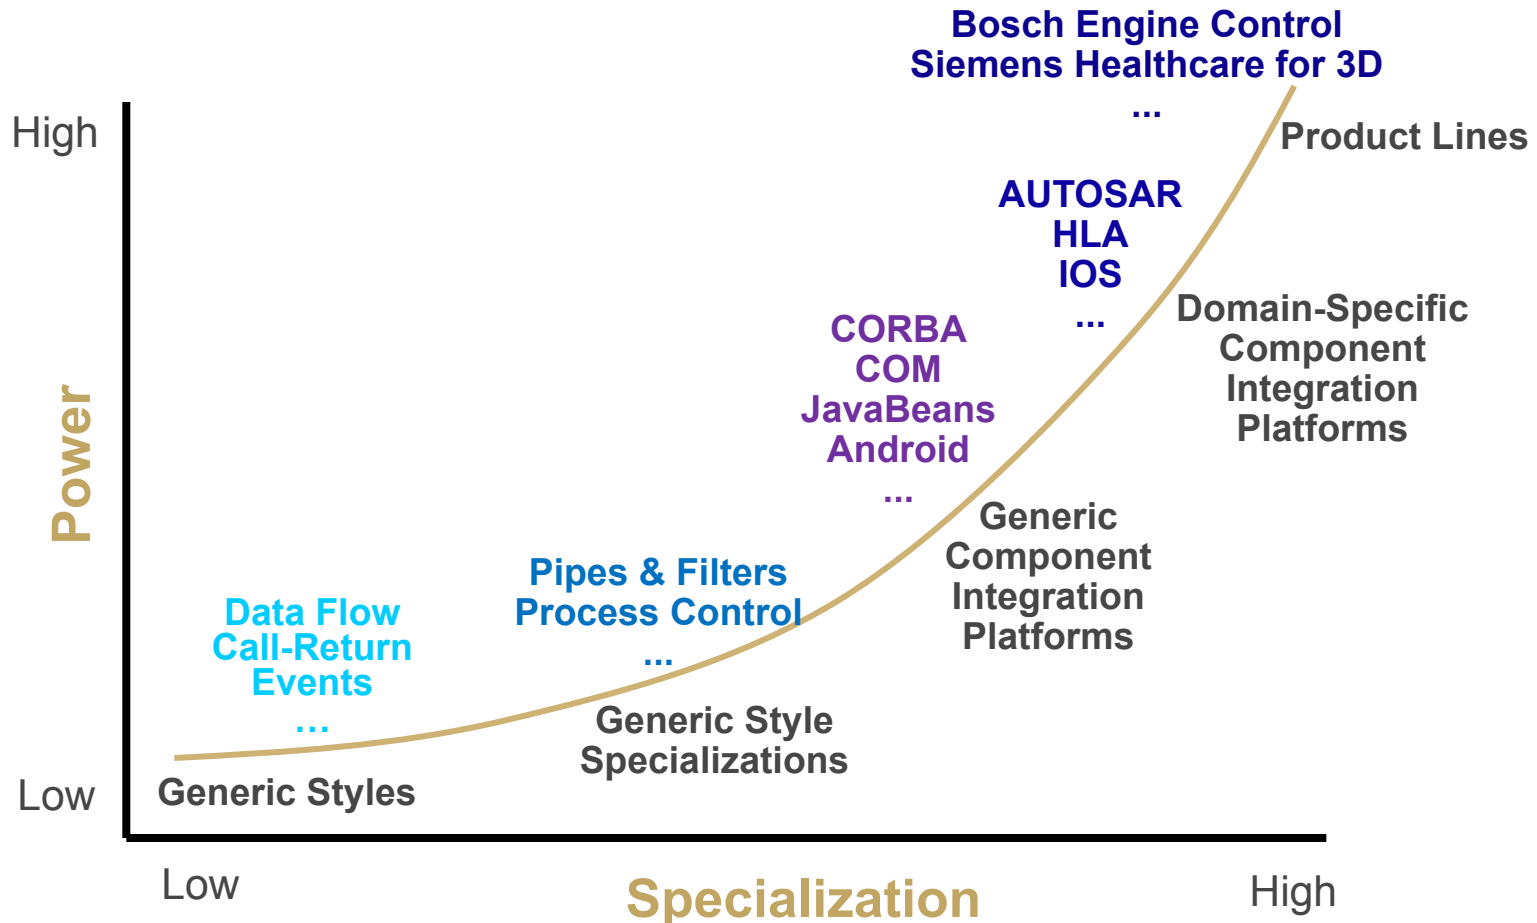 Bosch Engine Control
Siemens Healthcare for 3D
...
High
Product Lines
AUTOSAR
HLA
IOS
...
Domain-Specific
Component
Integration
Platforms
CORBA
COM
JavaBeans
Android
...
Power
Generic
Component
Integration
Platforms
Pipes & Filters
Process Control
...
Data Flow
Call-Return
Events
...
Generic Style
Specializations
Low
Generic Styles
Low
Specialization
High